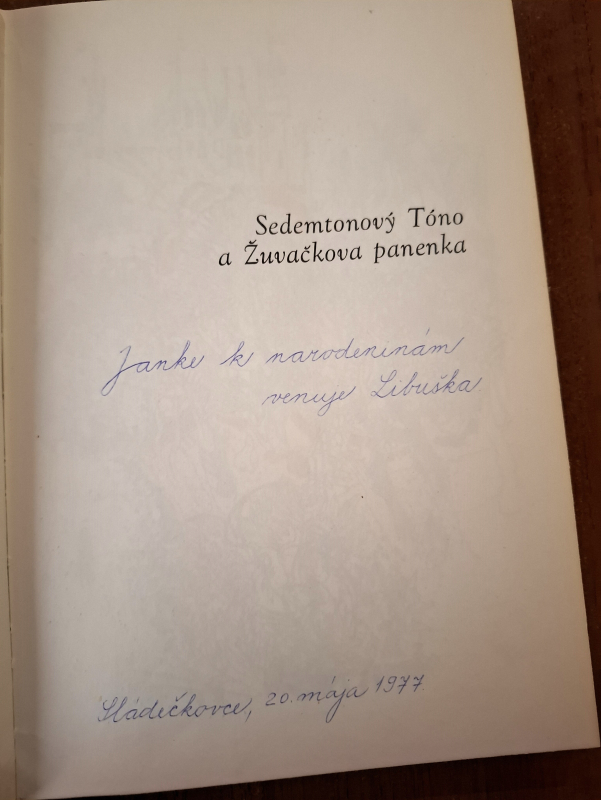 Sedemtonový Tóno
a Žuvačkova panenka
Janke k narodeninám
venuje Libuška
Sládečkovce, 20. mája 1977.